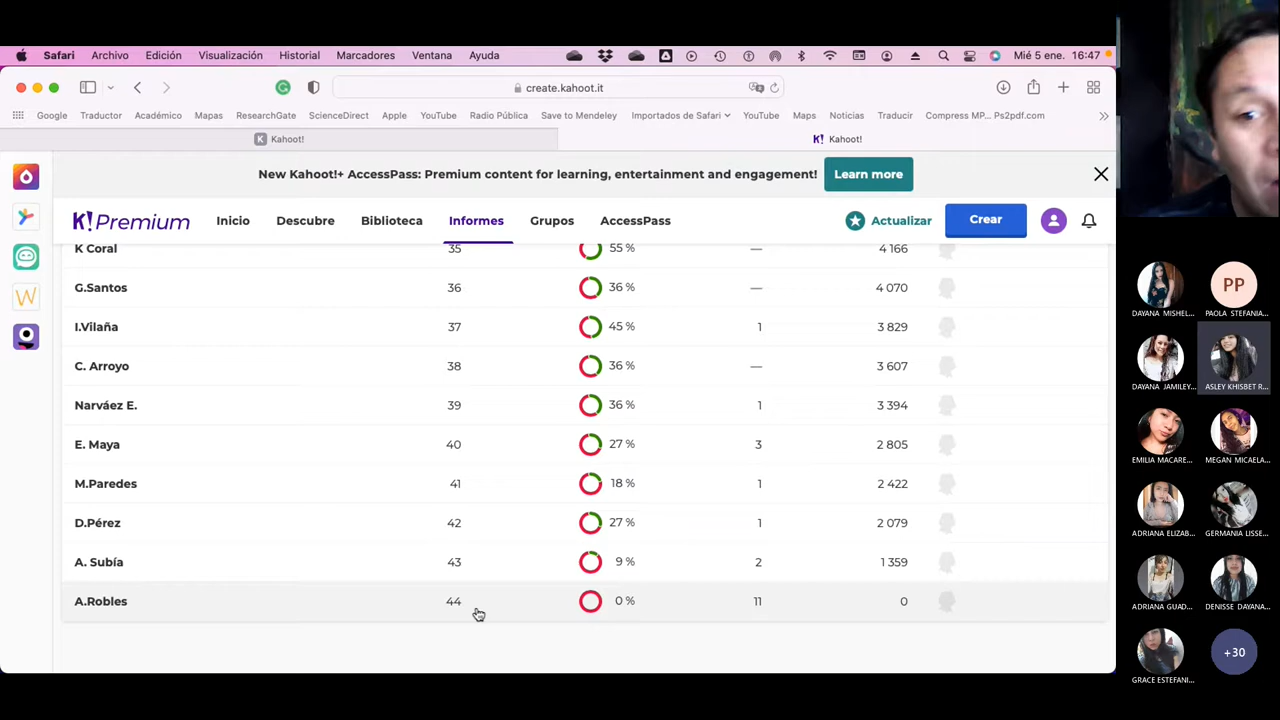 Safari Archivo Edición Visualización Historial Marcadores Ventana Ayuda Mié 5 ene. 16:47
create.kahoot.it
Google Traductor Académico Mapas ResearchGate ScienceDirect Apple YouTube Radio Pública Save to Mendeley Importados de Safari YouTube Maps Noticias Traducir Compress MP... Ps2pdf.com
K Kahoot! K! Kahoot!
New Kahoot!+ AccessPass: Premium content for learning, entertainment and engagement! Learn more
K! Premium Inicio Descubre Biblioteca Informes Grupos AccessPass Actualizar Crear
K Coral 35 55 % — 4 166
G.Santos 36 36 % — 4 070
I.Vilaña 37 45 % 1 3 829
C. Arroyo 38 36 % — 3 607
Narváez E. 39 36 % 1 3 394
E. Maya 40 27 % 3 2 805
M.Paredes 41 18 % 1 2 422
D.Pérez 42 27 % 1 2 079
A. Subía 43 9 % 2 1 359
A.Robles 44 0 % 11 0
W
PP
DAYANA MISHEL... PAOLA STEFANIA...
DAYANA JAMILEY... ASLEY KHISBET R...
EMILIA MACARE... MEGAN MICAELA...
ADRIANA ELIZAB... GERMANIA LISSE...
ADRIANA GUAD... DENISSE DAYANA...
+30
GRACE ESTEFANI...